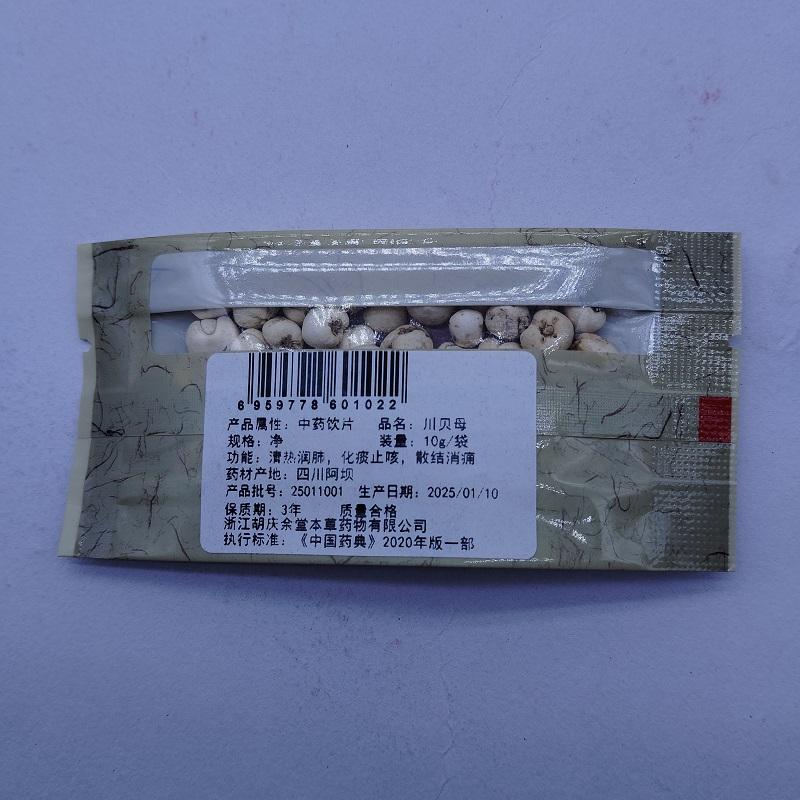 6 959778 601022
产品属性：中药饮片 品名：川贝母
规格：净 装量：10g/袋
功能：清热润肺，化痰止咳，散结消痈
药材产地：四川阿坝
产品批号：25011001 生产日期：2025/01/10
保质期：3年 质量合格
浙江胡庆余堂本草药物有限公司
执行标准：《中国药典》2020年版一部